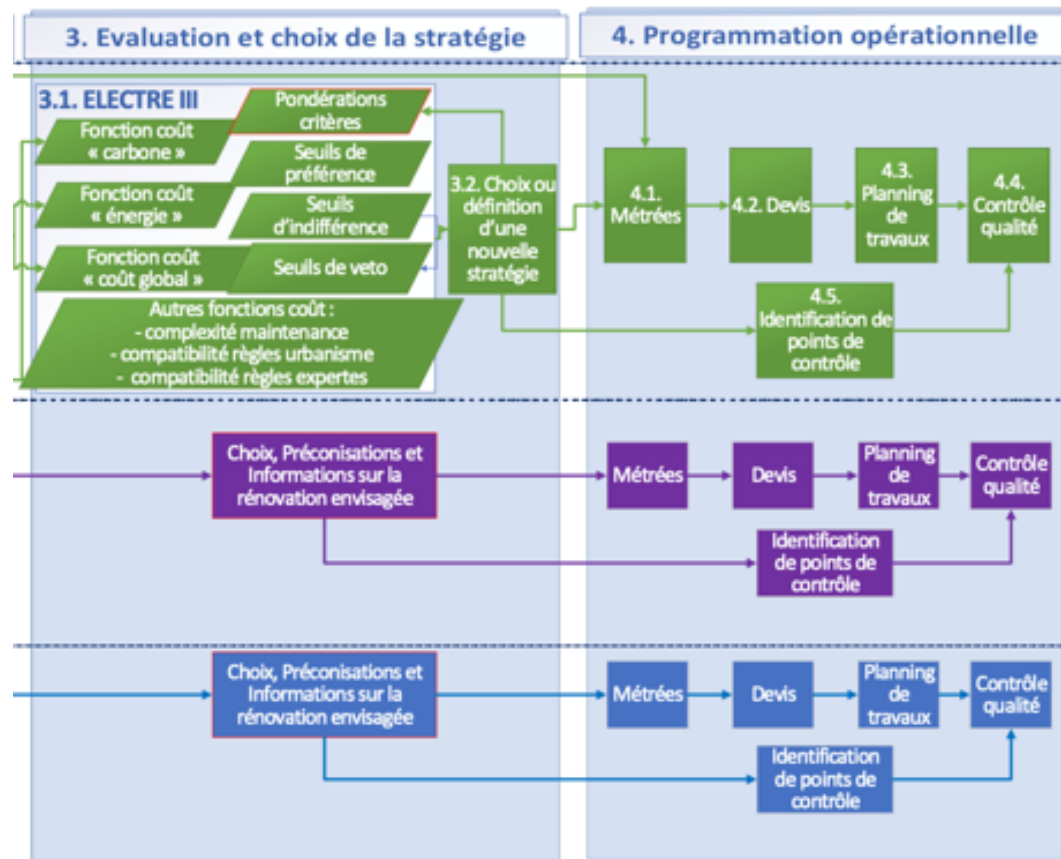 3. Evaluation et choix de la stratégie
4. Programmation opérationnelle
3.1. ELECTRE III
Pondérations
critères
Fonction coût
« carbone »
Seuils de
préférence
Fonction coût
« énergie »
Seuils
d'indifférence
Fonction coût
« coût global »
Seuils de veto
Autres fonctions coût :
- complexité maintenance
- compatibilité règles urbanisme
- compatibilité règles expertes
3.2. Choix ou
définition
d'une
nouvelle
stratégie
4.1.
Métrées
4.2. Devis
4.3.
Planning
de
travaux
4.4.
Contrôle
qualité
4.5.
Identification de
points de
contrôle
Choix, Préconisations et
Informations sur la
rénovation envisagée
Métrées
Devis
Planning
de
travaux
Contrôle
qualité
Identification
de points de
contrôle
Choix, Préconisations et
Informations sur la
rénovation envisagée
Métrées
Devis
Planning
de
travaux
Contrôle
qualité
Identification
de points de
contrôle